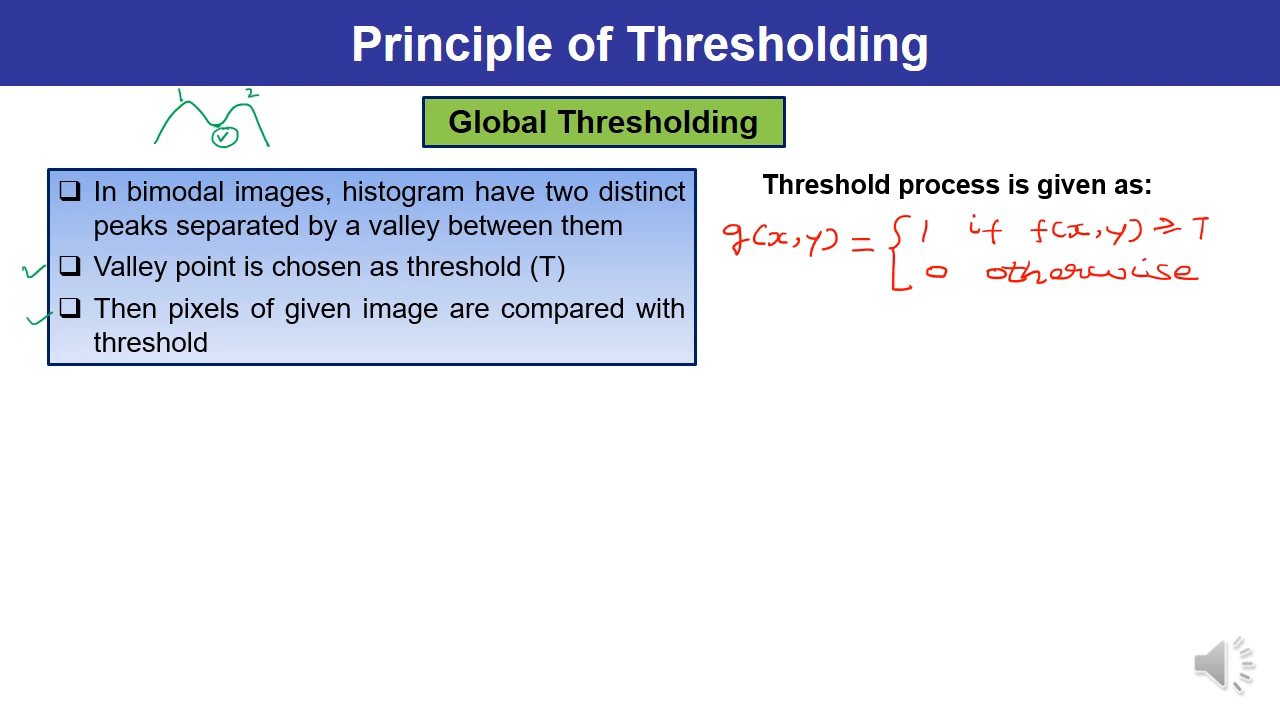 Principle of Thresholding
1 2
Global Thresholding
❑ In bimodal images, histogram have two distinct
peaks separated by a valley between them
❑ Valley point is chosen as threshold (T)
❑ Then pixels of given image are compared with
threshold
Threshold process is given as:
g(x,y) = { 1 if f(x,y) ≥ T
0 otherwise